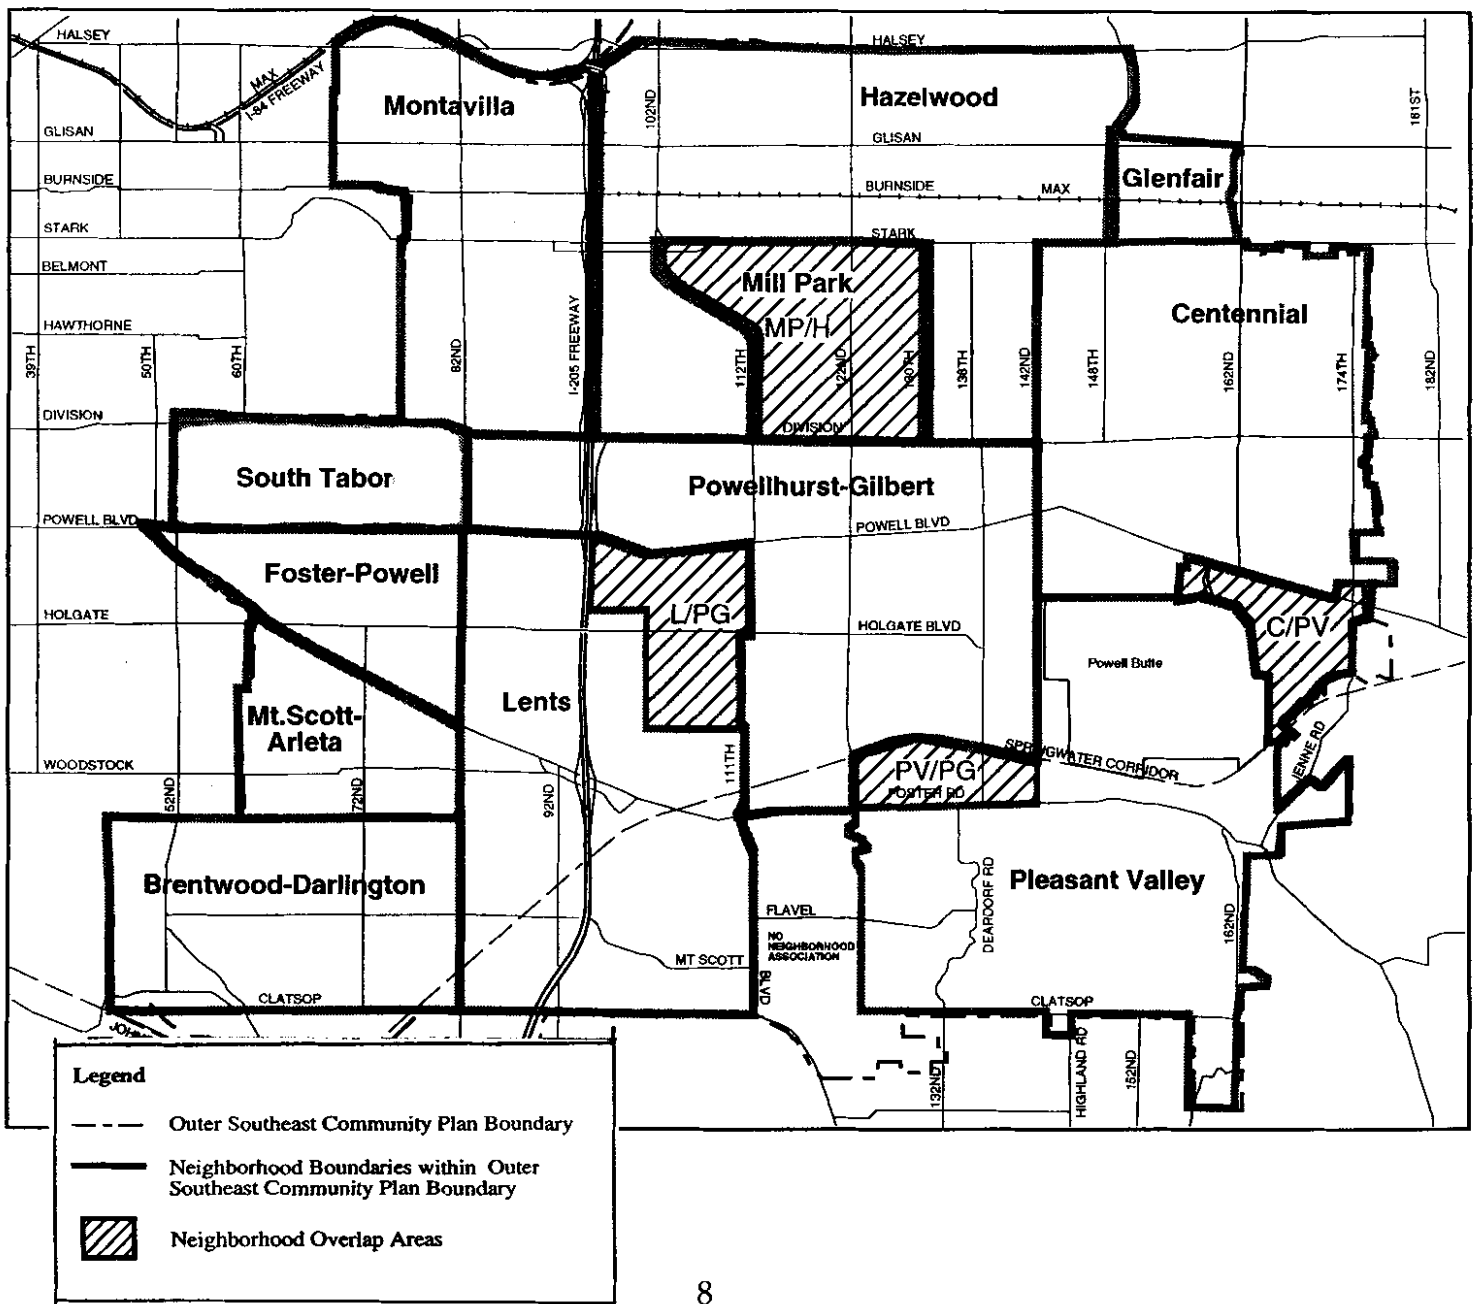 HALSEY
HALSEY
MAX
I-84 FREEWAY
Montavilla
Hazelwood
102ND
181ST
GLISAN
GLISAN
BURNSIDE
BURNSIDE
MAX
Glenfair
STARK
STARK
BELMONT
Mill Park
MP/H
Centennial
HAWTHORNE
39TH
50TH
60TH
82ND
I-205 FREEWAY
112TH
122ND
130TH
138TH
142ND
148TH
162ND
174TH
182ND
DIVISION
DIVISION
South Tabor
Powellhurst-Gilbert
POWELL BLVD
POWELL BLVD
Foster-Powell
HOLGATE
L/PG
HOLGATE BLVD
C/PV
Powell Butte
Lents
Mt.Scott-
Arleta
WOODSTOCK
52ND
72ND
92ND
111TH
PV/PG
FOSTER RD
SPRINGWATER CORRIDOR
JENNE RD
Brentwood-Darlington
Pleasant Valley
DEARDORF RD
162ND
FLAVEL
NO
NEIGHBORHOOD
ASSOCIATION
MT SCOTT
BLVD
CLATSOP
CLATSOP
132ND
HIGHLAND RD
152ND
Legend
Outer Southeast Community Plan Boundary
Neighborhood Boundaries within Outer
Southeast Community Plan Boundary
Neighborhood Overlap Areas
8